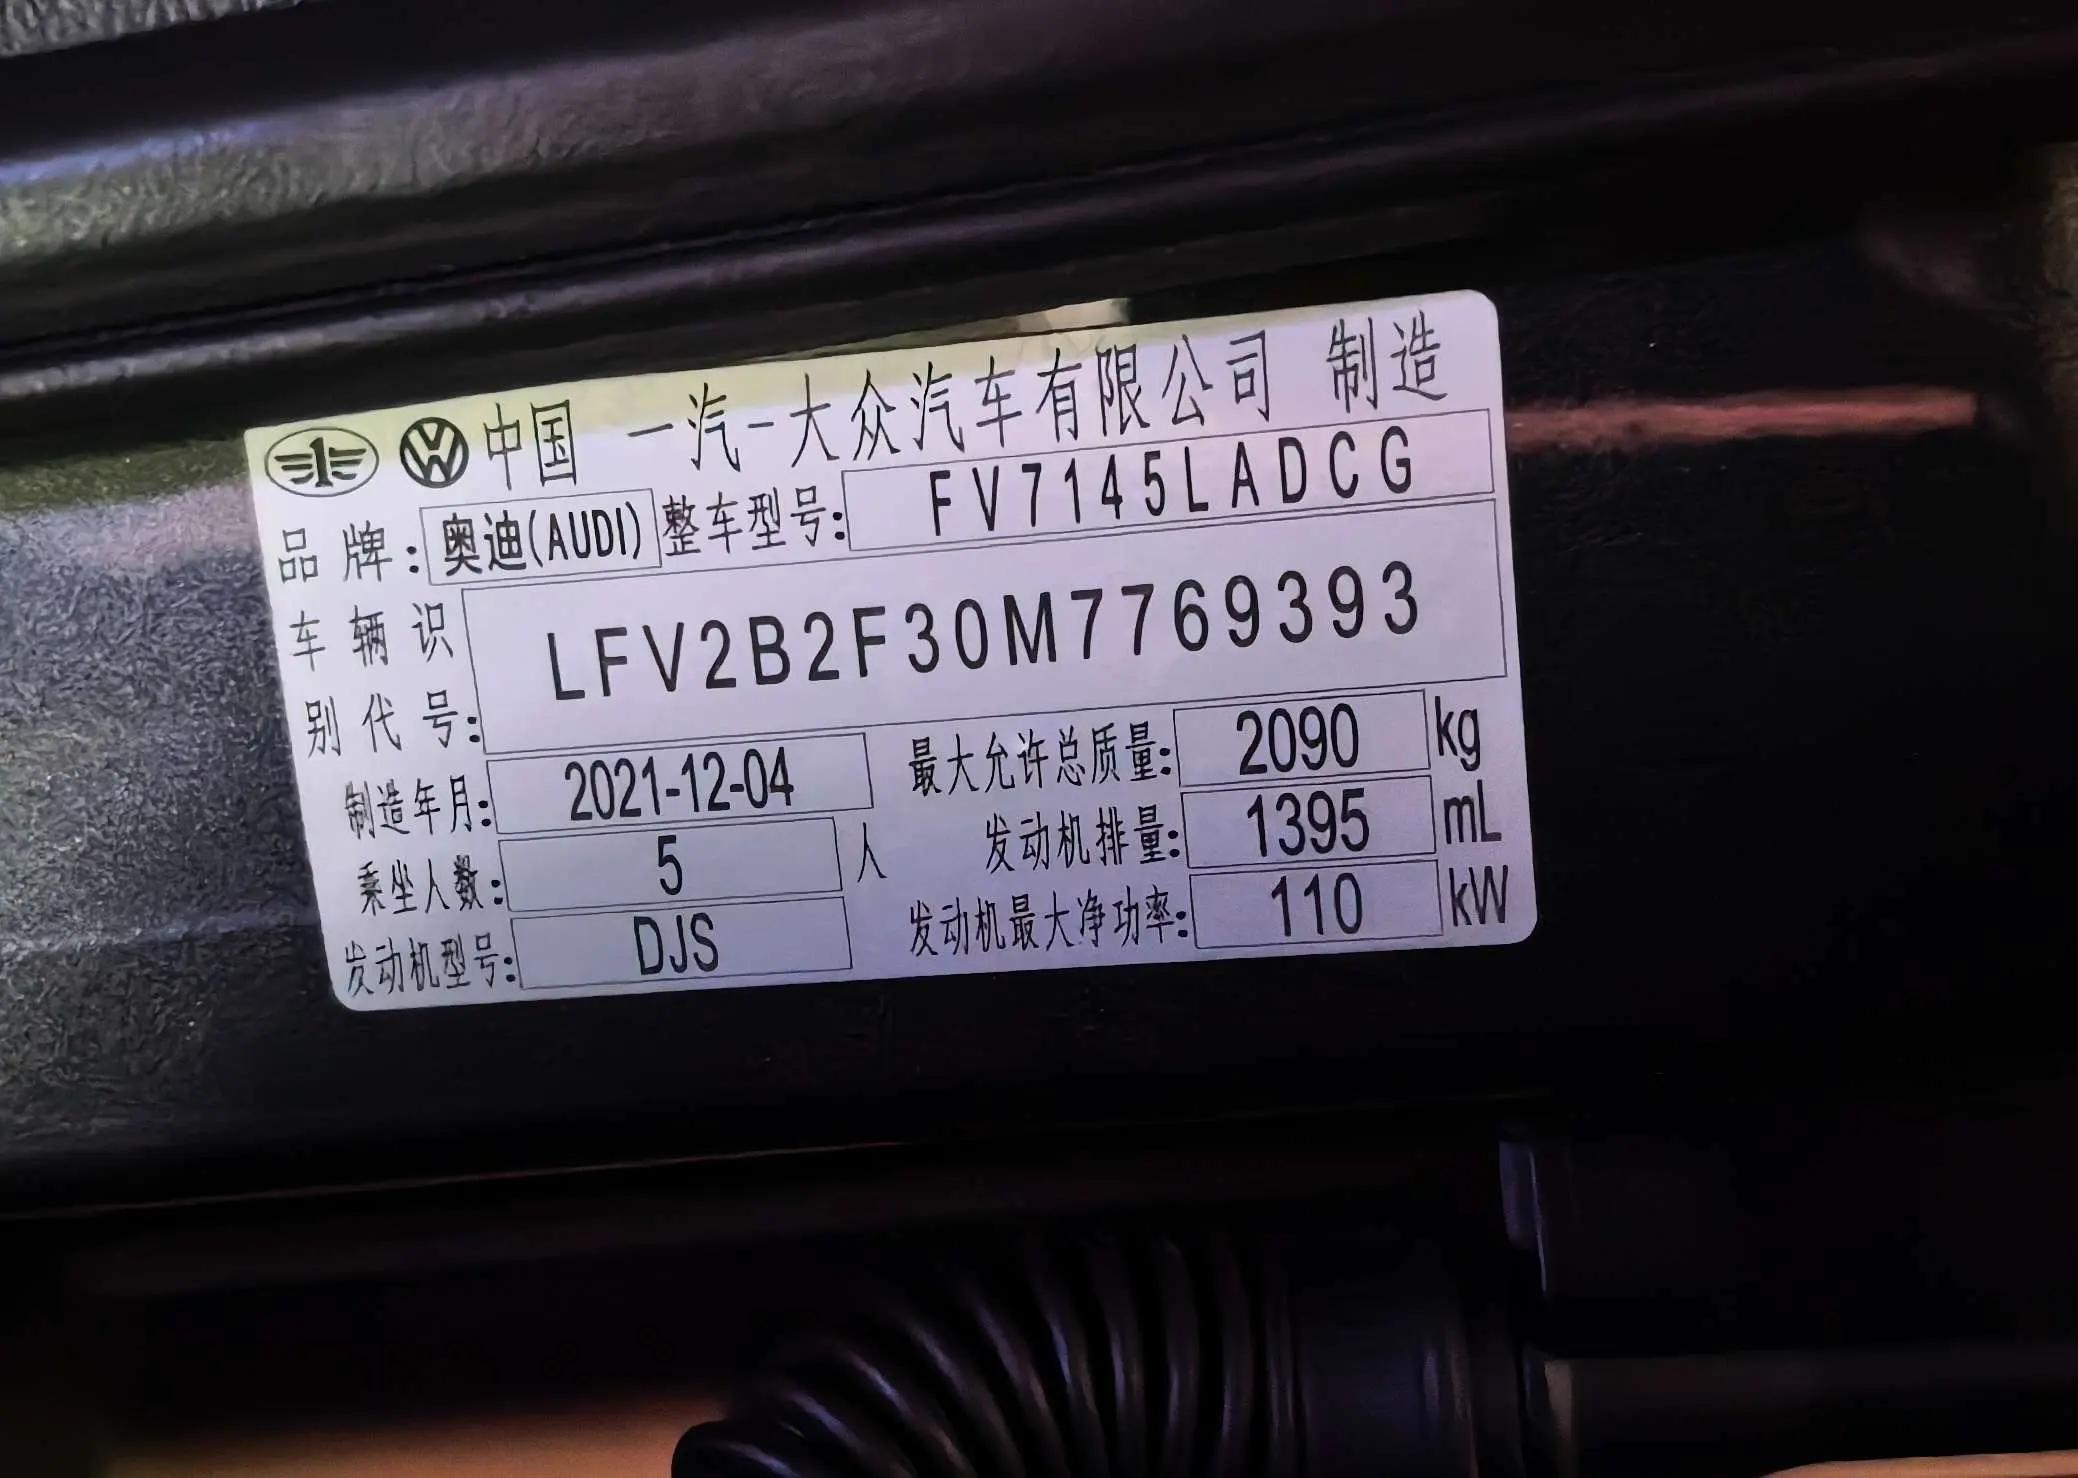 中国 一汽-大众汽车有限公司 制造
品牌: 奥迪(AUDI) 整车型号: FV7145LADCG
车辆识别代号: LFV2B2F30M7769393
制造年月: 2021-12-04 最大允许总质量: 2090 kg
乘坐人数: 5 人 发动机排量: 1395 mL
发动机型号: DJS 发动机最大净功率: 110 kW